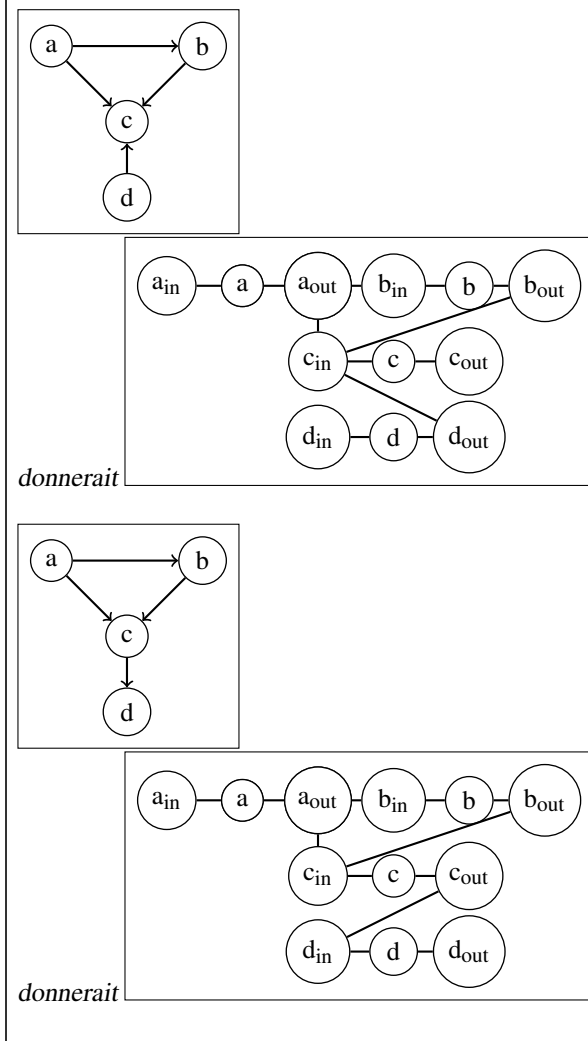 a b
c
d
a_in a a_out b_in b b_out
c_in c c_out
d_in d d_out
donnerait
a b
c
d
a_in a a_out b_in b b_out
c_in c c_out
d_in d d_out
donnerait